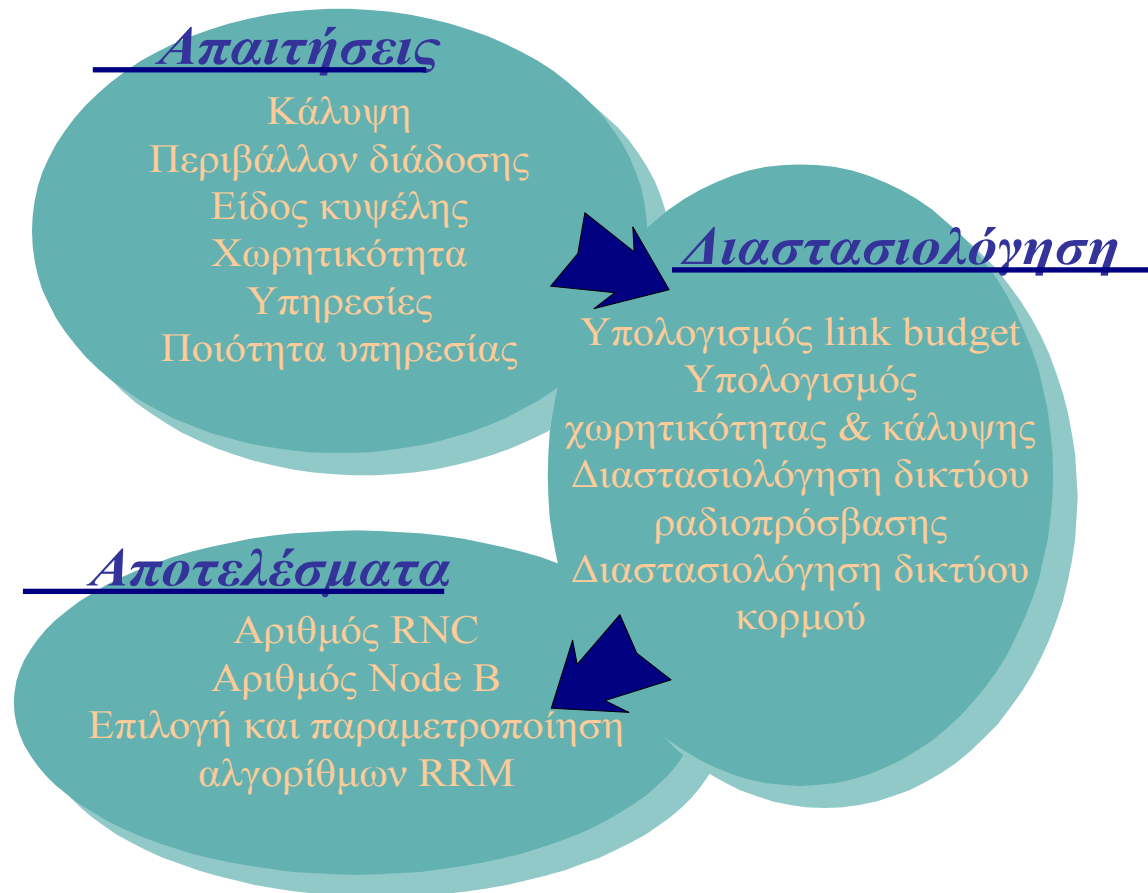 Απαιτήσεις
Κάλυψη
Περιβάλλον διάδοσης
Είδος κυψέλης
Χωρητικότητα
Υπηρεσίες
Ποιότητα υπηρεσίας
Διαστασιολόγηση
Υπολογισμός link budget
Υπολογισμός
χωρητικότητας & κάλυψης
Διαστασιολόγηση δικτύου
ραδιοπρόσβασης
Διαστασιολόγηση δικτύου
κορμού
Αποτελέσματα
Αριθμός RNC
Αριθμός Node B
Επιλογή και παραμετροποίηση
αλγορίθμων RRM